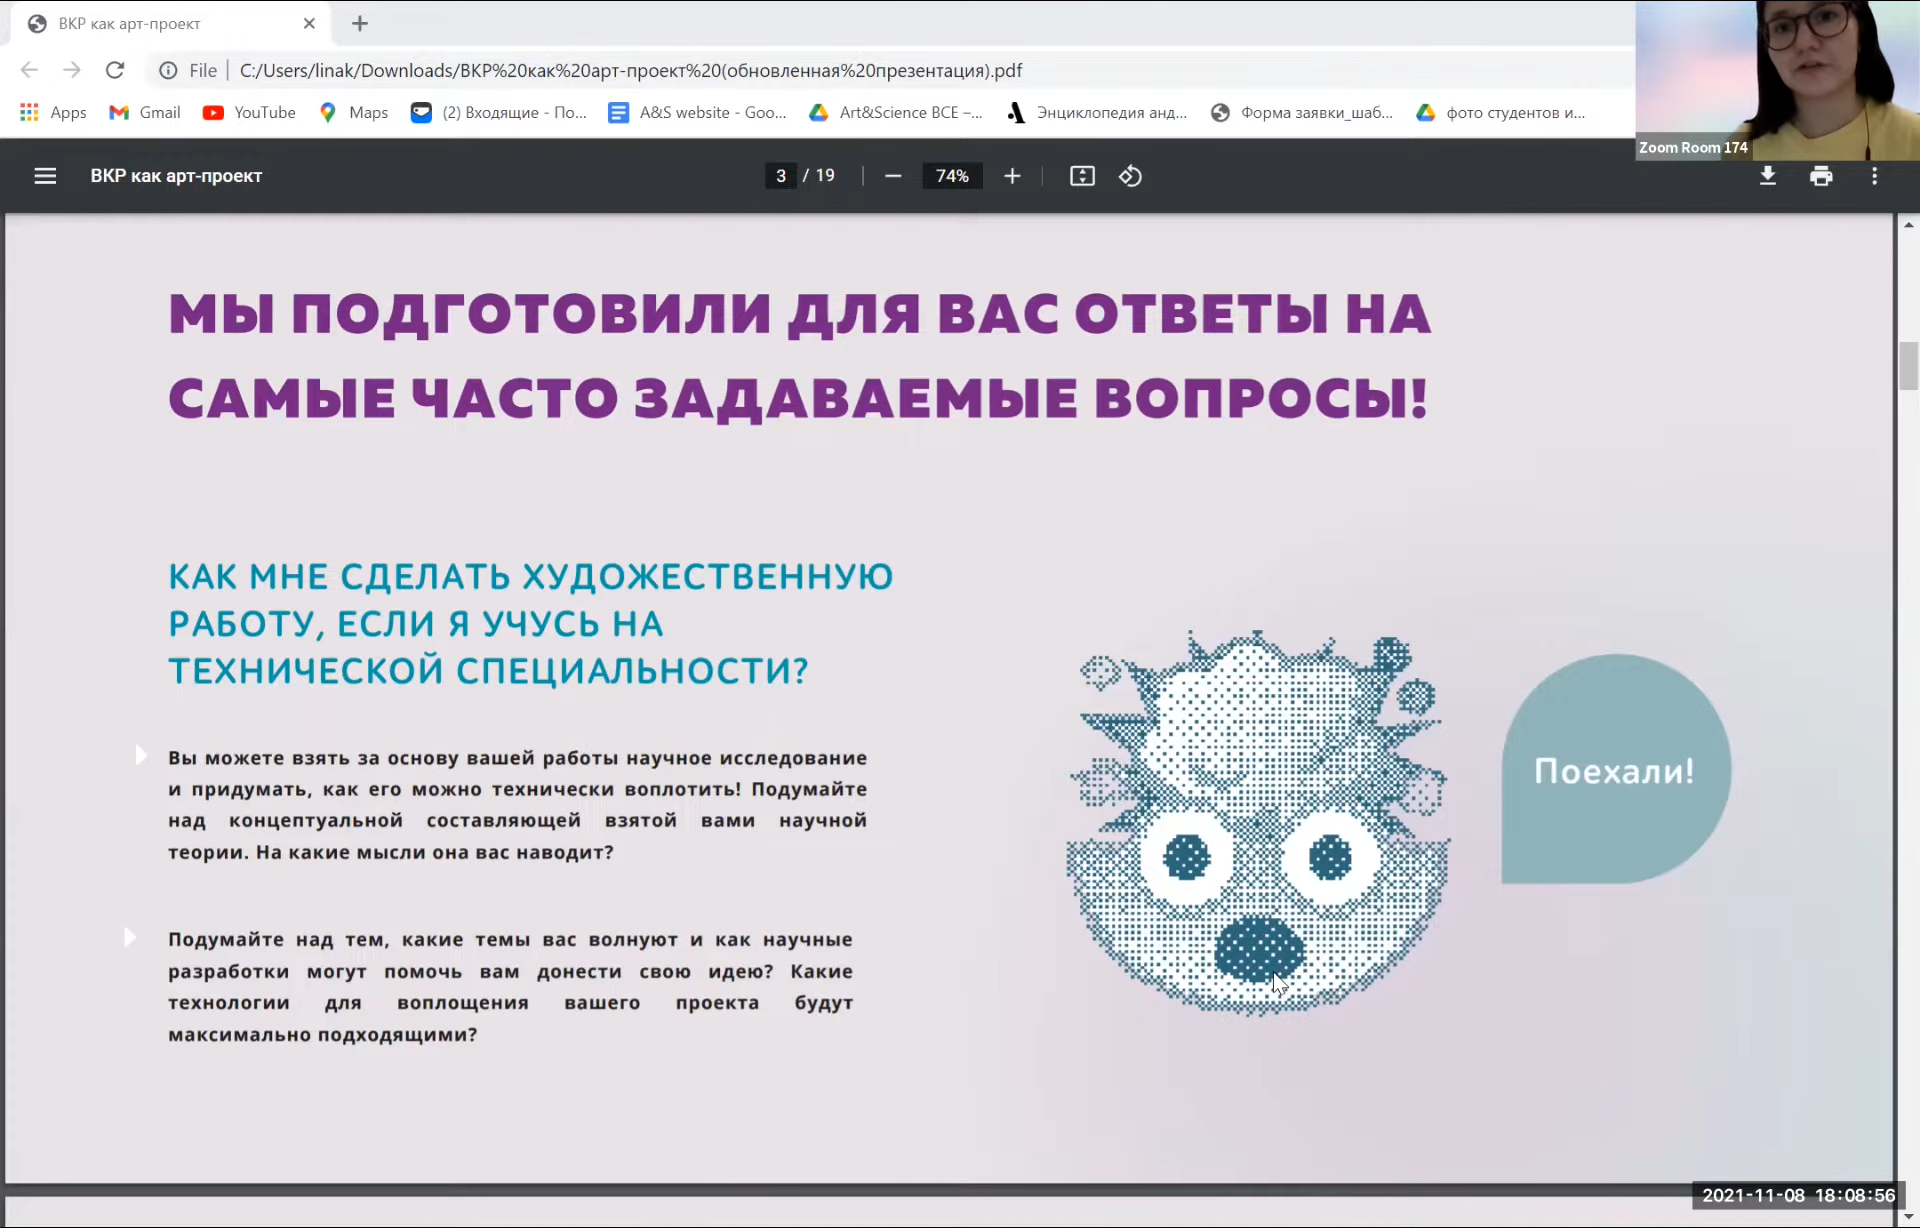 ВКР как арт-проект
File
C:/Users/linak/Downloads/ВКР%20как%20арт-проект%20(обновленная%20презентация).pdf
Apps
Gmail
YouTube
Maps
(2) Входящие - По...
A&S website - Goo...
Art&Science ВСЕ –...
Энциклопедия анд...
Форма заявки_шаб...
фото студентов и...
Zoom Room 174
ВКР как арт-проект
3 / 19
74%
МЫ ПОДГОТОВИЛИ ДЛЯ ВАС ОТВЕТЫ НА
САМЫЕ ЧАСТО ЗАДАВАЕМЫЕ ВОПРОСЫ!
КАК МНЕ СДЕЛАТЬ ХУДОЖЕСТВЕННУЮ
РАБОТУ, ЕСЛИ Я УЧУСЬ НА
ТЕХНИЧЕСКОЙ СПЕЦИАЛЬНОСТИ?
Вы можете взять за основу вашей работы научное исследование
и придумать, как его можно технически воплотить! Подумайте
над концептуальной составляющей взятой вами научной
теории. На какие мысли она вас наводит?
Подумайте над тем, какие темы вас волнуют и как научные
разработки могут помочь вам донести свою идею? Какие
технологии для воплощения вашего проекта будут
максимально подходящими?
Поехали!
2021-11-08 18:08:56